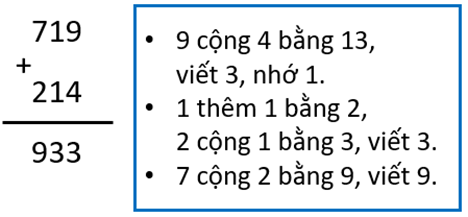 719
+
214
933
• 9 cộng 4 bằng 13,
viết 3, nhớ 1.
• 1 thêm 1 bằng 2,
2 cộng 1 bằng 3, viết 3.
• 7 cộng 2 bằng 9, viết 9.